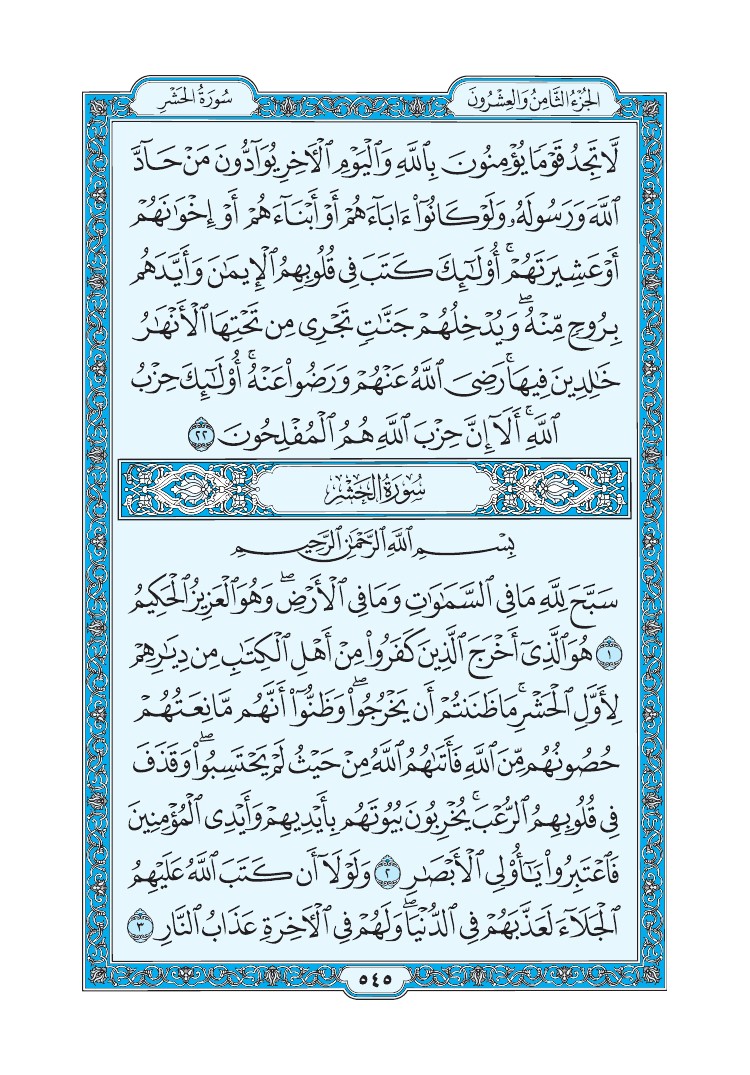 الجُزْءُ الثَّامِنُ وَالعِشْرُونَ
سُورَةُ الحَشْرِ
لَّا تَجِدُ قَوْمًا يُؤْمِنُونَ بِٱللَّهِ وَٱلْيَوْمِ ٱلْأَخِرِ يُوَآدُّونَ مَنْ حَآدَّ
ٱللَّهَ وَرَسُولَهُۥ وَلَوْ كَانُوٓا۟ ءَابَآءَهُمْ أَوْ أَبْنَآءَهُمْ أَوْ إِخْوَٰنَهُمْ
أَوْ عَشِيرَتَهُمْ ۚ أُو۟لَٰٓئِكَ كَتَبَ فِى قُلُوبِهِمُ ٱلْإِيمَٰنَ وَأَيَّدَهُم
بِرُوحٍ مِّنْهُ ۖ وَيُدْخِلُهُمْ جَنَّٰتٍ تَجْرِى مِن تَحْتِهَا ٱلْأَنْهَٰرُ
خَٰلِدِينَ فِيهَا ۚ رَضِىَ ٱللَّهُ عَنْهُمْ وَرَضُوا۟ عَنْهُ ۚ أُو۟لَٰٓئِكَ حِزْبُ
ٱللَّهِ ۚ أَلَآ إِنَّ حِزْبَ ٱللَّهِ هُمُ ٱلْمُفْلِحُونَ ٢٢
سُورَةُ الحَشْرِ
بِسْمِ ٱللَّهِ ٱلرَّحْمَٰنِ ٱلرَّحِيمِ
سَبَّحَ لِلَّهِ مَا فِى ٱلسَّمَٰوَٰتِ وَمَا فِى ٱلْأَرْضِ ۖ وَهُوَ ٱلْعَزِيزُ ٱلْحَكِيمُ
١ هُوَ ٱلَّذِىٓ أَخْرَجَ ٱلَّذِينَ كَفَرُوا۟ مِنْ أَهْلِ ٱلْكِتَٰبِ مِن دِيَٰرِهِمْ
لِأَوَّلِ ٱلْحَشْرِ ۚ مَا ظَنَنتُمْ أَن يَخْرُجُوا۟ ۖ وَظَنُّوٓا۟ أَنَّهُم مَّانِعَتُهُمْ
حُصُونُهُم مِّنَ ٱللَّهِ فَأَتَىٰهُمُ ٱللَّهُ مِنْ حَيْثُ لَمْ يَحْتَسِبُوا۟ ۖ وَقَذَفَ
فِى قُلُوبِهِمُ ٱلرُّعْبَ ۚ يُخْرِبُونَ بُيُوتَهُم بِأَيْدِيهِمْ وَأَيْدِى ٱلْمُؤْمِنِينَ
فَٱعْتَبِرُوا۟ يَٰٓأُو۟لِى ٱلْأَبْصَٰرِ ٢ وَلَوْلَآ أَن كَتَبَ ٱللَّهُ عَلَيْهِمُ
ٱلْجَلَآءَ لَعَذَّبَهُمْ فِى ٱلدُّنْيَا ۖ وَلَهُمْ فِى ٱلْأَخِرَةِ عَذَابُ ٱلنَّارِ ٣
٥٤٥